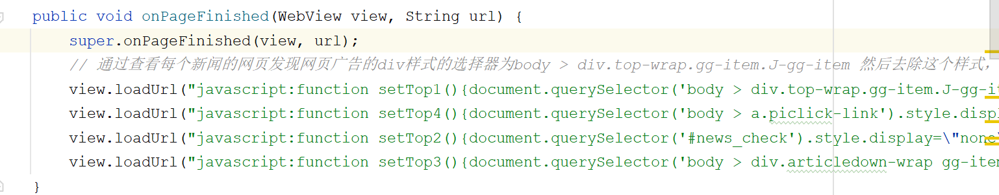 public void onPageFinished(WebView view, String url) {
super.onPageFinished(view, url);
// 通过查看每个新闻的网页发现网页广告的div样式的选择器为body > div.top-wrap.gg-item.J-gg-item 然后去除这个样式，
view.loadUrl("javascript:function setTop1(){document.querySelector('body > div.top-wrap.gg-item.J-gg-it
view.loadUrl("javascript:function setTop4(){document.querySelector('body > a.piclick-link').style.displ
view.loadUrl("javascript:function setTop2(){document.querySelector('#news_check').style.display=\"none\
view.loadUrl("javascript:function setTop3(){document.querySelector('body > div.articledown-wrap gg-item
}